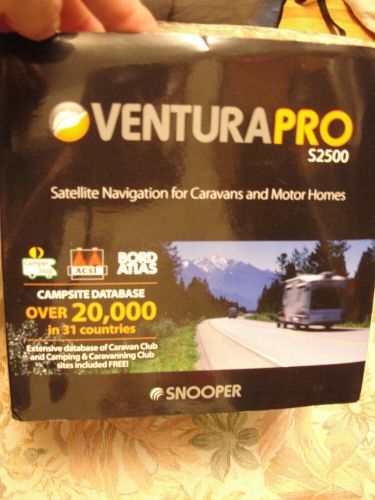 VENTURAPRO
S2500
Satellite Navigation for Caravans and Motor Homes
ACSI
BORD
ATLAS
CAMPSITE DATABASE
OVER 20,000
in 31 countries
Extensive database of Caravan Club
and Camping & Caravanning Club
sites included FREE!
SNOOPER